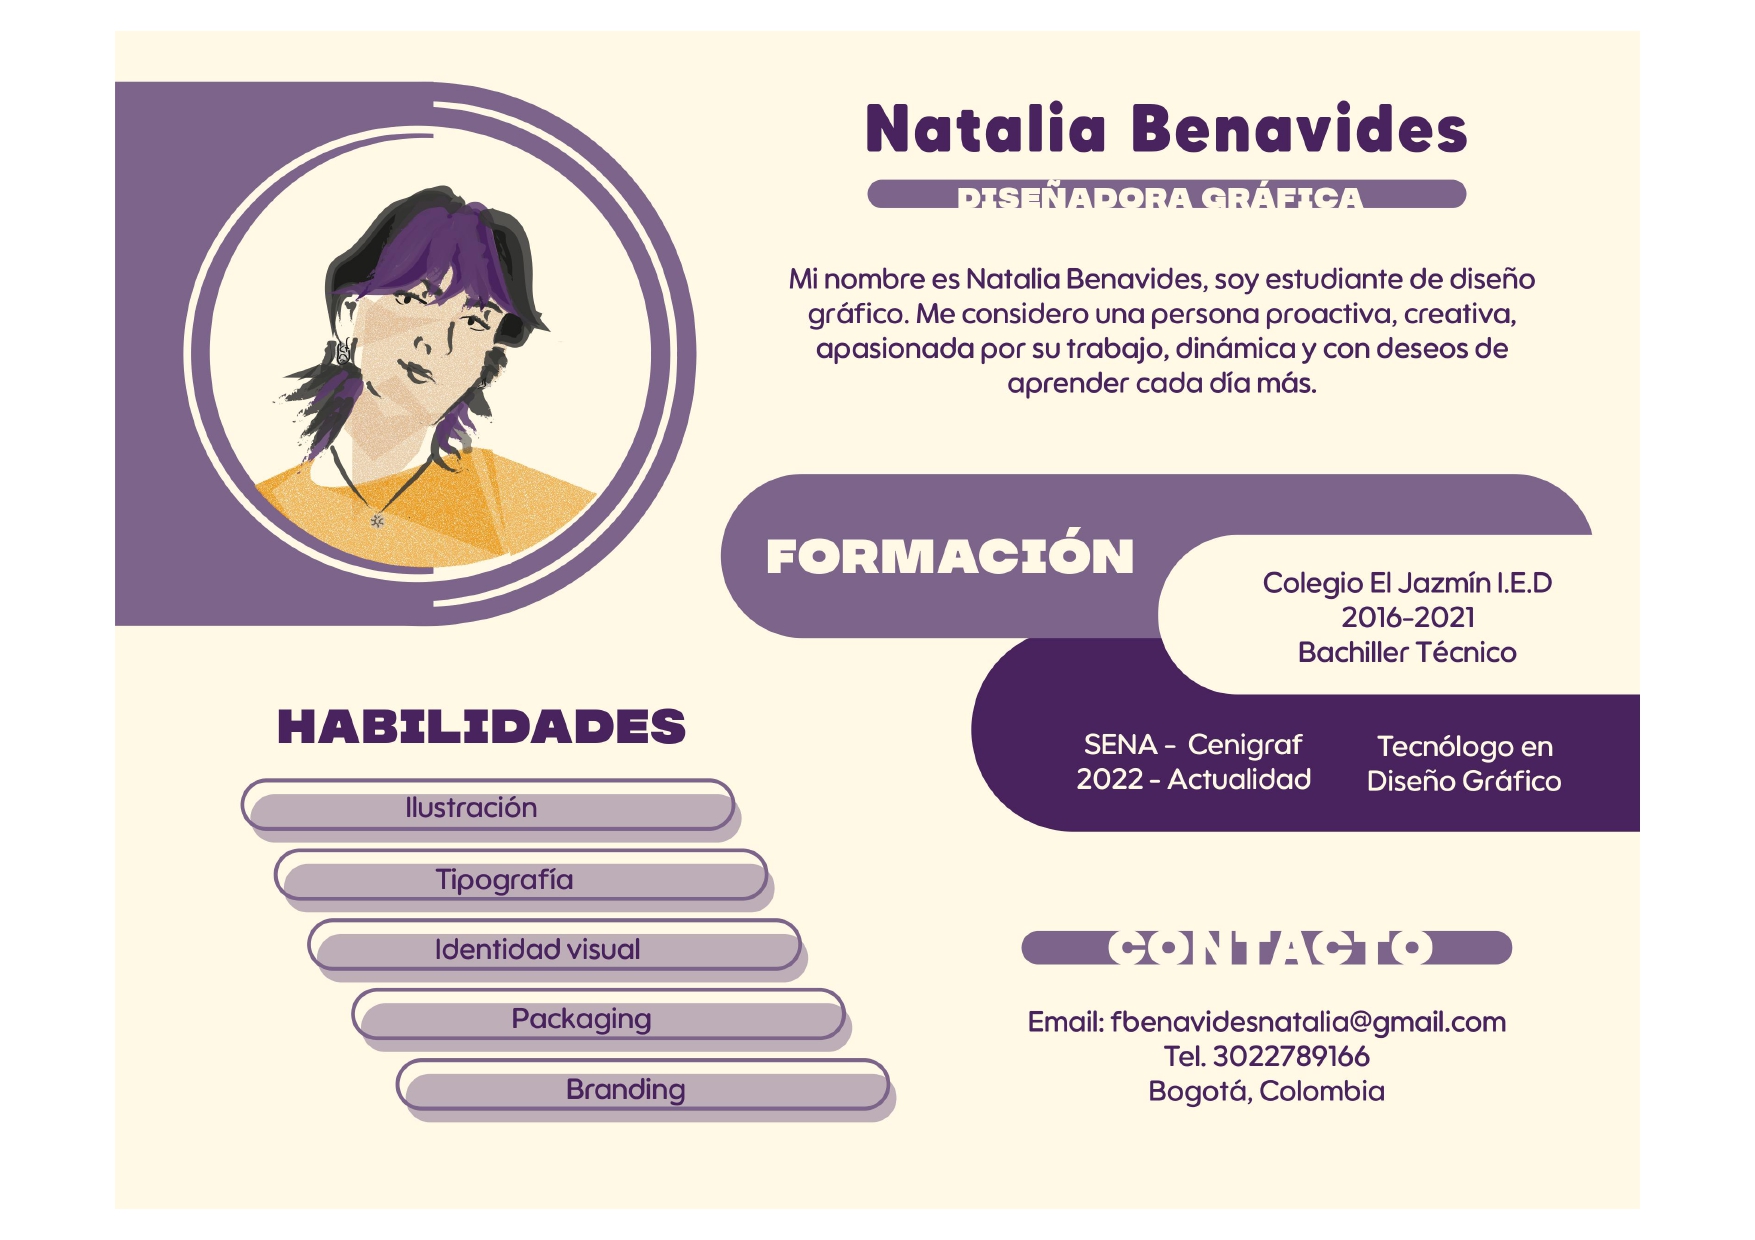 Natalia Benavides
DISEÑADORA GRÁFICA
Mi nombre es Natalia Benavides, soy estudiante de diseño
gráfico. Me considero una persona proactiva, creativa,
apasionada por su trabajo, dinámica y con deseos de
aprender cada día más.
FORMACIÓN
Colegio El Jazmín I.E.D
2016-2021
Bachiller Técnico
SENA - Cenigraf
2022 - Actualidad
Tecnólogo en
Diseño Gráfico
HABILIDADES
Ilustración
Tipografía
Identidad visual
Packaging
Branding
CONTACTO
Email: fbenavidesnatalia@gmail.com
Tel. 3022789166
Bogotá, Colombia